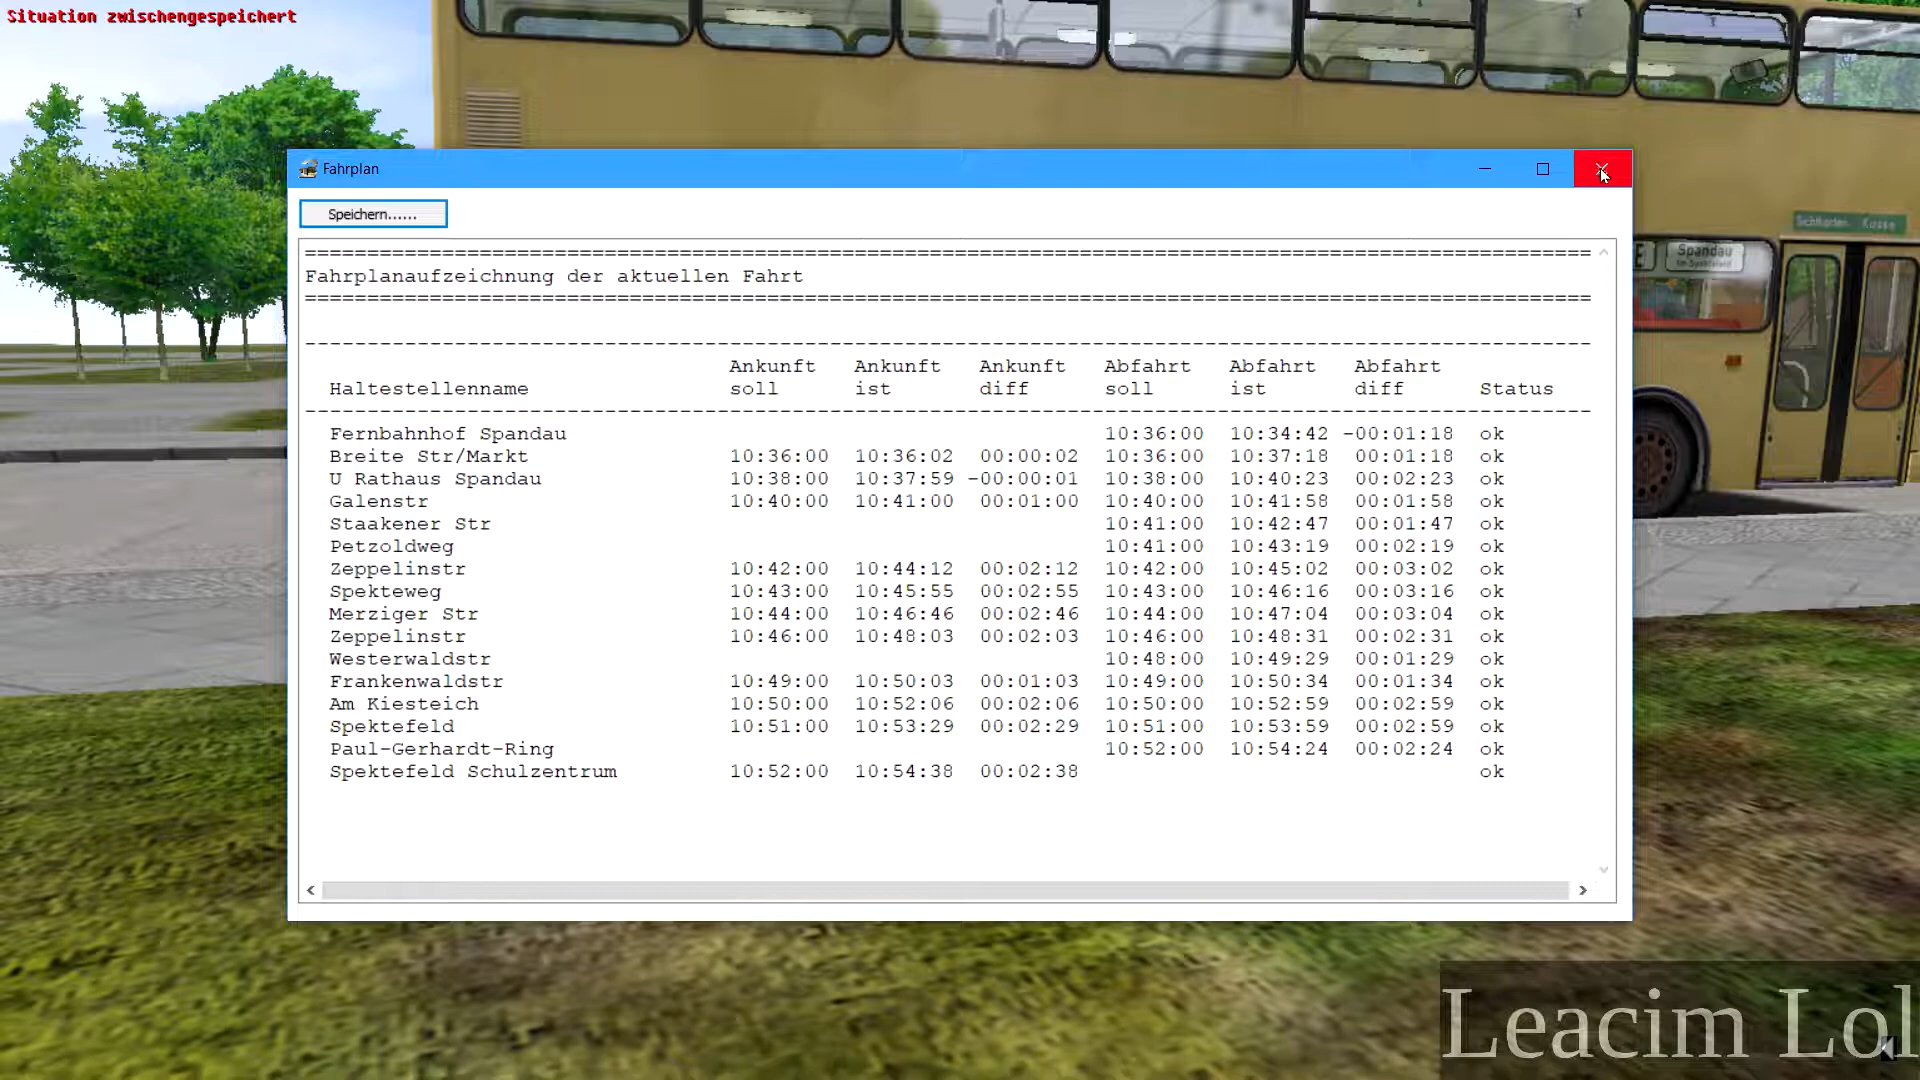 Situation zwischengespeichert
Fahrplan
Speichern......
====================================================================================================
Fahrplanaufzeichnung der aktuellen Fahrt
====================================================================================================
----------------------------------------------------------------------------------------------------
Ankunft Ankunft Ankunft Abfahrt Abfahrt Abfahrt
Haltestellenname soll ist diff soll ist diff Status
----------------------------------------------------------------------------------------------------
Fernbahnhof Spandau 10:36:00 10:34:42 -00:01:18 ok
Breite Str/Markt 10:36:00 10:36:02 00:00:02 10:36:00 10:37:18 00:01:18 ok
U Rathaus Spandau 10:38:00 10:37:59 -00:00:01 10:38:00 10:40:23 00:02:23 ok
Galenstr 10:40:00 10:41:00 00:01:00 10:40:00 10:41:58 00:01:58 ok
Staakener Str 10:41:00 10:42:47 00:01:47 ok
Petzoldweg 10:41:00 10:43:19 00:02:19 ok
Zeppelinstr 10:42:00 10:44:12 00:02:12 10:42:00 10:45:02 00:03:02 ok
Spekteweg 10:43:00 10:45:55 00:02:55 10:43:00 10:46:16 00:03:16 ok
Merziger Str 10:44:00 10:46:46 00:02:46 10:44:00 10:47:04 00:03:04 ok
Zeppelinstr 10:46:00 10:48:03 00:02:03 10:46:00 10:48:31 00:02:31 ok
Westerwaldstr 10:48:00 10:49:29 00:01:29 ok
Frankenwaldstr 10:49:00 10:50:03 00:01:03 10:49:00 10:50:34 00:01:34 ok
Am Kiesteich 10:50:00 10:52:06 00:02:06 10:50:00 10:52:59 00:02:59 ok
Spektefeld 10:51:00 10:53:29 00:02:29 10:51:00 10:53:59 00:02:59 ok
Paul-Gerhardt-Ring 10:52:00 10:54:24 00:02:24 ok
Spektefeld Schulzentrum 10:52:00 10:54:38 00:02:38 ok
E Spandau
Leacim Lol